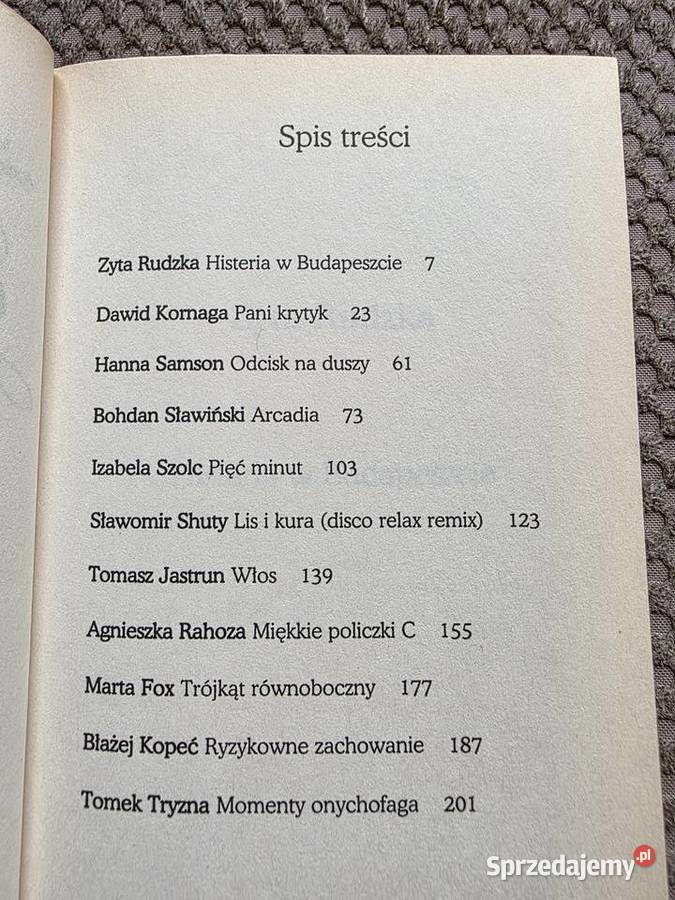 Spis treści
Zyta Rudzka Histeria w Budapeszcie 7
Dawid Kornaga Pani krytyk 23
Hanna Samson Odcisk na duszy 61
Bohdan Sławiński Arcadia 73
Izabela Szolc Pięć minut 103
Sławomir Shuty Lis i kura (disco relax remix) 123
Tomasz Jastrun Włos 139
Agnieszka Rahoza Miękkie policzki C 155
Marta Fox Trójkąt równoboczny 177
Błażej Kopeć Ryzykowne zachowanie 187
Tomek Tryzna Momenty onychofaga 201
Sprzedajemy.pl